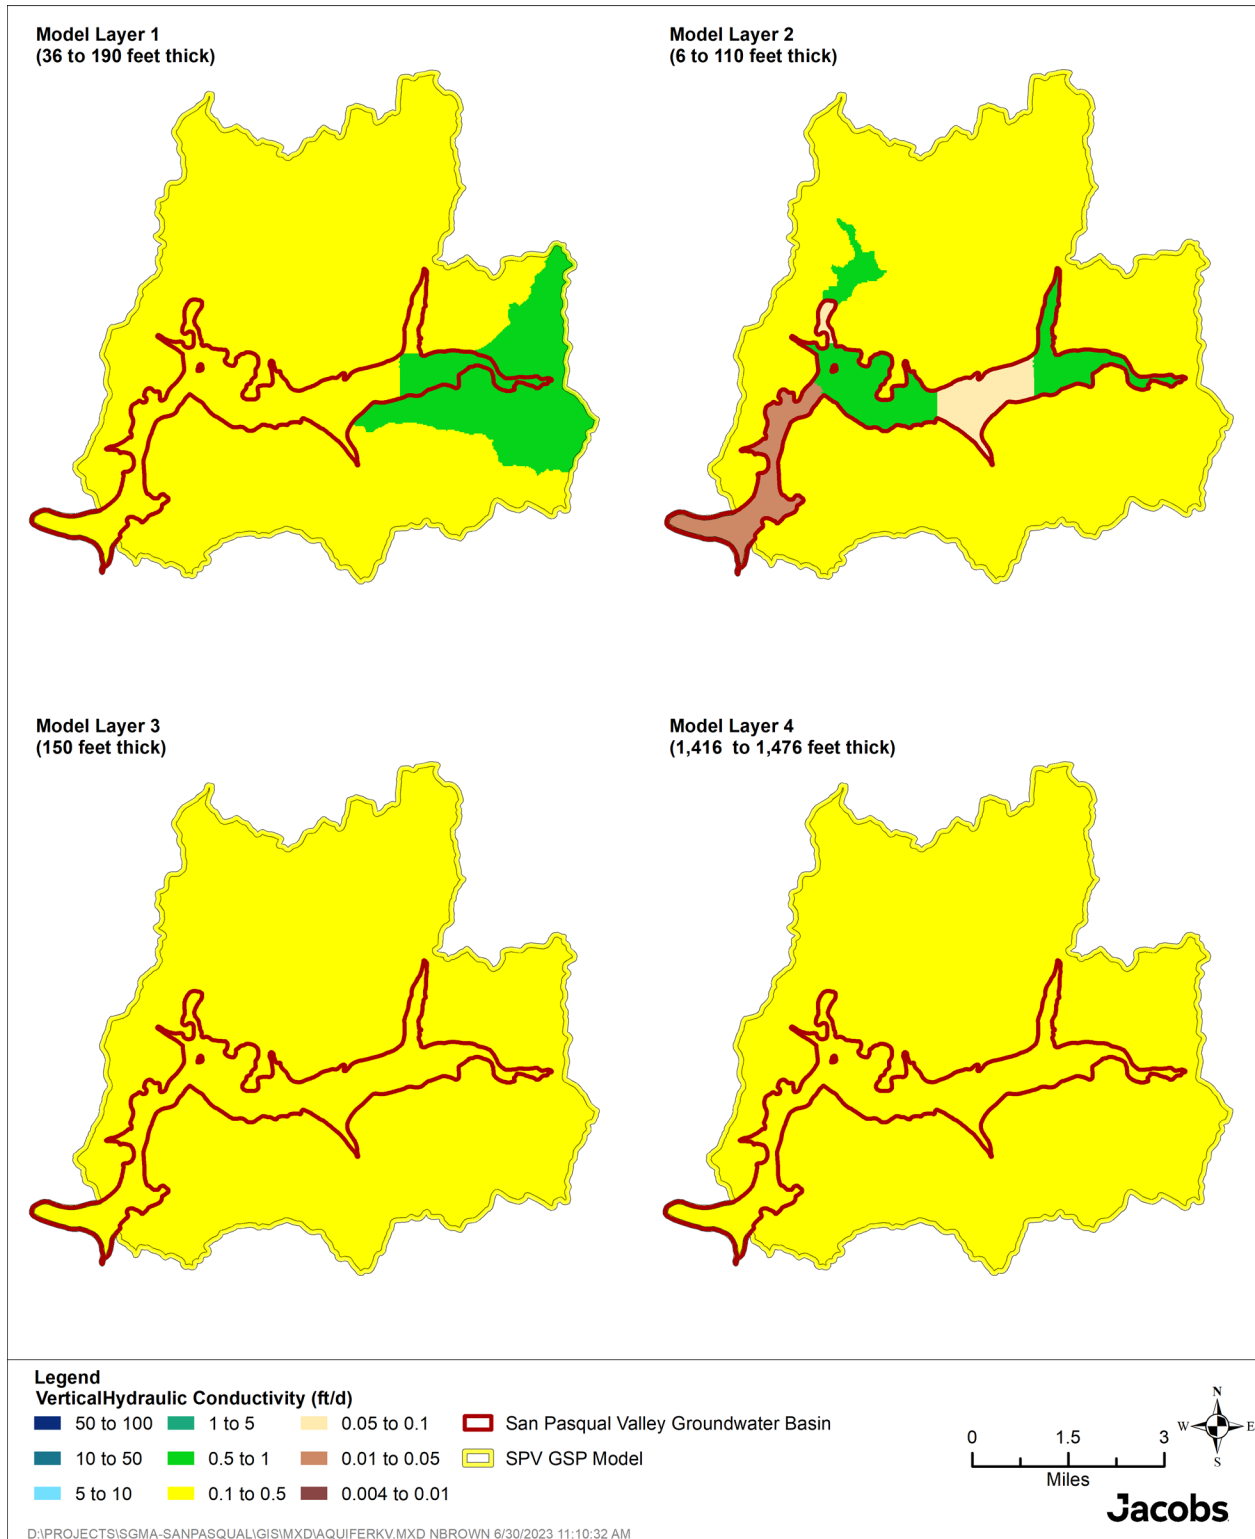 Model Layer 1
(36 to 190 feet thick)
Model Layer 2
(6 to 110 feet thick)
Model Layer 3
(150 feet thick)
Model Layer 4
(1,416  to 1,476 feet thick)
Legend
VerticalHydraulic Conductivity (ft/d)
50 to 100
10 to 50
5 to 10
1 to 5
0.5 to 1
0.1 to 0.5
0.05 to 0.1
0.01 to 0.05
0.004 to 0.01
San Pasqual Valley Groundwater Basin
SPV GSP Model
0 1.5 3
Miles
N
W E
S
Jacobs
D:\PROJECTS\SGMA-SANPASQUAL\GIS\MXD\AQUIFERKV.MXD NBROWN 6/30/2023 11:10:32 AM